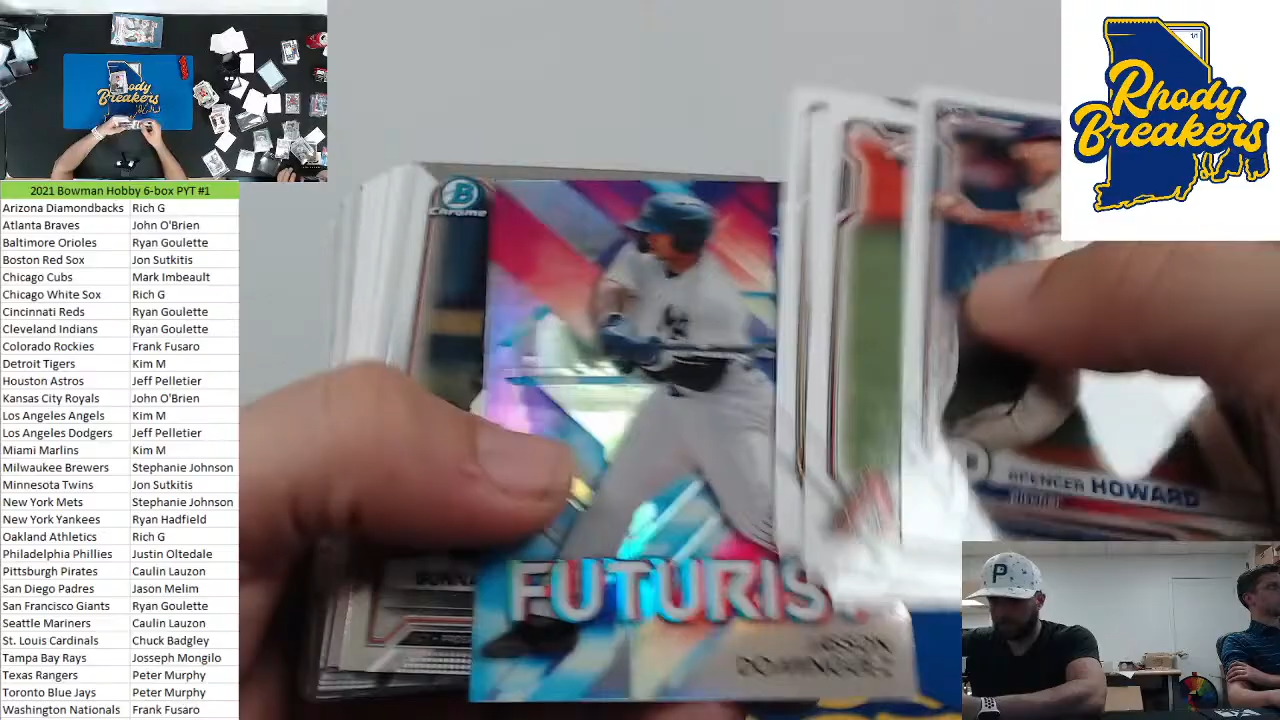 2021 Bowman Hobby 6-box PYT #1
Arizona Diamondbacks Rich G
Atlanta Braves John O'Brien
Baltimore Orioles Ryan Goulette
Boston Red Sox Jon Sutkitis
Chicago Cubs Mark Imbeault
Chicago White Sox Rich G
Cincinnati Reds Ryan Goulette
Cleveland Indians Ryan Goulette
Colorado Rockies Frank Fusaro
Detroit Tigers Kim M
Houston Astros Jeff Pelletier
Kansas City Royals John O'Brien
Los Angeles Angels Kim M
Los Angeles Dodgers Jeff Pelletier
Miami Marlins Kim M
Milwaukee Brewers Stephanie Johnson
Minnesota Twins Jon Sutkitis
New York Mets Stephanie Johnson
New York Yankees Ryan Hadfield
Oakland Athletics Rich G
Philadelphia Phillies Justin Oltedale
Pittsburgh Pirates Caulin Lauzon
San Diego Padres Jason Melim
San Francisco Giants Ryan Goulette
Seattle Mariners Caulin Lauzon
St. Louis Cardinals Chuck Badgley
Tampa Bay Rays Josseph Mongilo
Texas Rangers Peter Murphy
Toronto Blue Jays Peter Murphy
Washington Nationals Frank Fusaro
Rhody
Breakers
B
CHROME
FUTURIST
SPENCER HOWARD
Rhody
Breakers
1/1
P